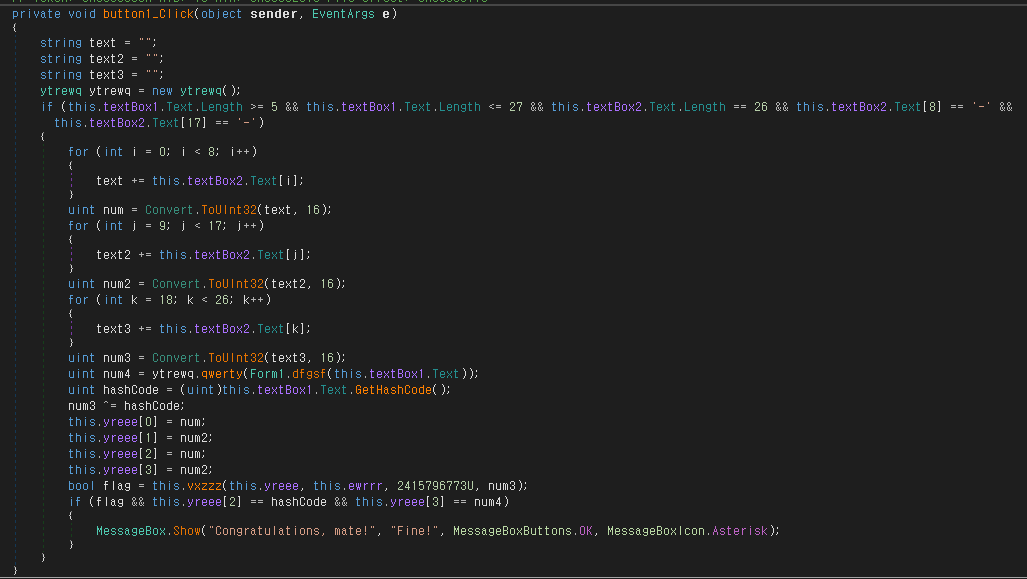 private void button1_Click(object sender, EventArgs e)
{
string text = "";
string text2 = "";
string text3 = "";
ytrewq ytrewq = new ytrewq();
if (this.textBox1.Text.Length >= 5 && this.textBox1.Text.Length <= 27 && this.textBox2.Text.Length == 26 && this.textBox2.Text[8] == '-' &&
this.textBox2.Text[17] == '-')
{
for (int i = 0; i < 8; i++)
{
text += this.textBox2.Text[i];
}
uint num = Convert.ToUInt32(text, 16);
for (int j = 9; j < 17; j++)
{
text2 += this.textBox2.Text[j];
}
uint num2 = Convert.ToUInt32(text2, 16);
for (int k = 18; k < 26; k++)
{
text3 += this.textBox2.Text[k];
}
uint num3 = Convert.ToUInt32(text3, 16);
uint num4 = ytrewq.qwerty(Form1.dfgsf(this.textBox1.Text));
uint hashCode = (uint)this.textBox1.Text.GetHashCode();
num3 ^= hashCode;
this.yreee[0] = num;
this.yreee[1] = num2;
this.yreee[2] = num;
this.yreee[3] = num2;
bool flag = this.vxzzz(this.yreee, this.ewrrr, 2415796773U, num3);
if (flag && this.yreee[2] == hashCode && this.yreee[3] == num4)
{
MessageBox.Show("Congratulations, mate!", "Fine!", MessageBoxButtons.OK, MessageBoxIcon.Asterisk);
}
}
}